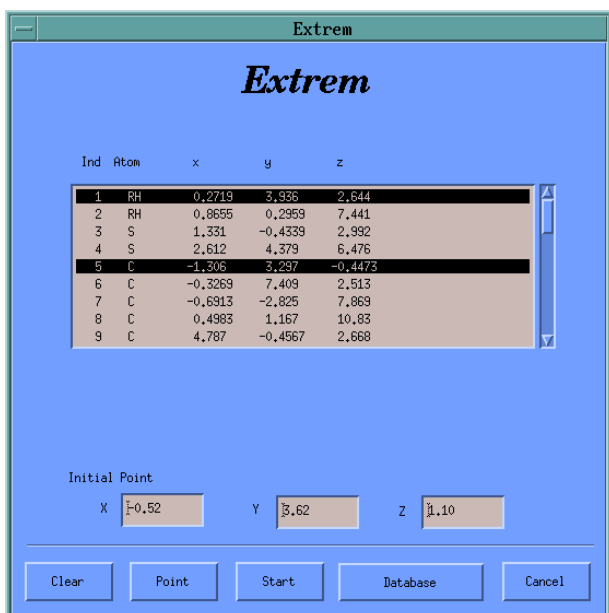 Extrem
Extrem
Ind Atom x y z
1 RH 0.2719 3.936 2.644
2 RH 0.8655 0.2959 7.441
3 S 1.331 -0.4339 2.992
4 S 2.612 4.379 6.476
5 C -1.306 3.297 -0.4473
6 C -0.3269 7.409 2.513
7 C -0.6913 -2.825 7.869
8 C 0.4983 1.167 10.83
9 C 4.787 -0.4567 2.668
Initial Point
X -0.52 Y 3.62 Z 1.10
Clear Point Start Database Cancel